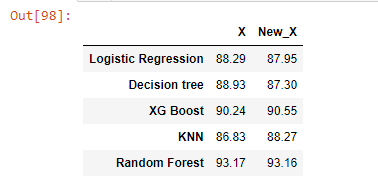 Out[98]:
X New_X
Logistic Regression 88.29 87.95
Decision tree 88.93 87.30
XG Boost 90.24 90.55
KNN 86.83 88.27
Random Forest 93.17 93.16